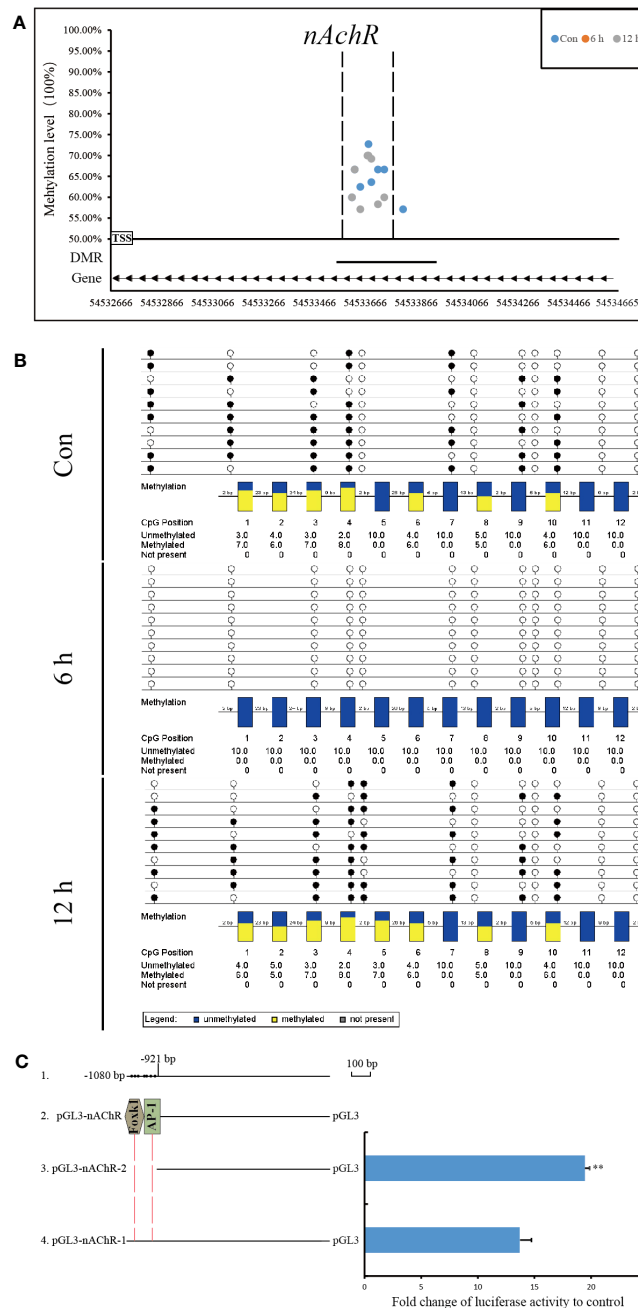 A
nAchR
Con 6 h 12 h
Mehtylation level (100%)
100.00%
95.00%
90.00%
85.00%
80.00%
75.00%
70.00%
65.00%
60.00%
55.00%
50.00%
TSS
DMR
Gene
54532666 54532866 54533066 54533266 54533466 54533666 54533866 54534066 54534266 54534466 54534665
B
Con
Methylation
CpG Position 1 2 3 4 5 6 7 8 9 10 11 12
Unmethylated 3.0 4.0 3.0 2.0 10.0 4.0 10.0 5.0 10.0 4.0 10.0 10.0
Methylated 7.0 6.0 7.0 8.0 0.0 6.0 0.0 5.0 0.0 6.0 0.0 0.0
Not present 0 0 0 0 0 0 0 0 0 0 0 0
6 h
Methylation
CpG Position 1 2 3 4 5 6 7 8 9 10 11 12
Unmethylated 10.0 10.0 10.0 10.0 10.0 10.0 10.0 10.0 10.0 10.0 10.0 10.0
Methylated 0.0 0.0 0.0 0.0 0.0 0.0 0.0 0.0 0.0 0.0 0.0 0.0
Not present 0 0 0 0 0 0 0 0 0 0 0 0
12 h
Methylation
CpG Position 1 2 3 4 5 6 7 8 9 10 11 12
Unmethylated 4.0 5.0 3.0 2.0 3.0 4.0 10.0 5.0 10.0 4.0 10.0 10.0
Methylated 6.0 5.0 7.0 8.0 7.0 6.0 0.0 5.0 0.0 6.0 0.0 0.0
Not present 0 0 0 0 0 0 0 0 0 0 0 0
Legend: unmethylated methylated not present
C
-921 bp
1. -1080 bp 100 bp
2. pGL3-nAChR Foxk1 AP-1 pGL3
3. pGL3-nAChR-2 pGL3 **
4. pGL3-nAChR-1 pGL3
0 5 10 15 20
Fold change of luciferase activity to control